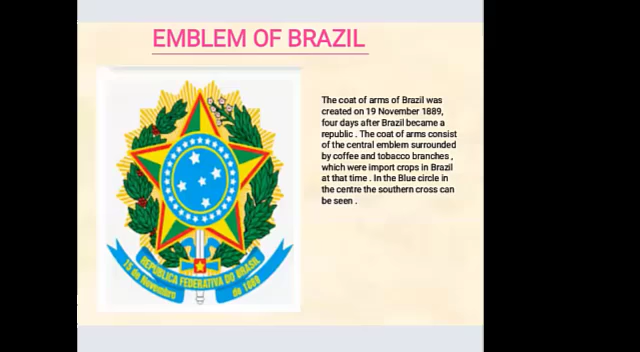 EMBLEM OF BRAZIL
The coat of arms of Brazil was
created on 19 November 1889,
four days after Brazil became a
republic . The coat of arms consist
of the central emblem surrounded
by coffee and tobacco branches ,
which were import crops in Brazil
at that time . In the Blue circle in
the centre the southern cross can
be seen .
REPÚBLICA FEDERATIVA DO BRASIL
15 de Novembro
de 1889